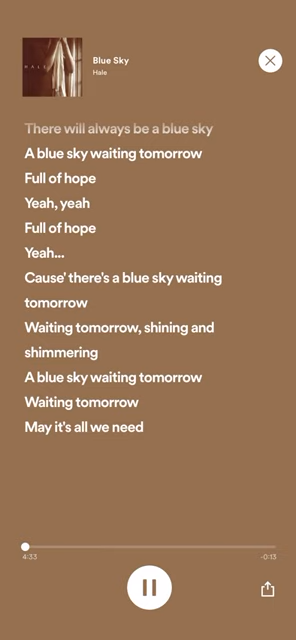 HALE
Blue Sky
Hale
There will always be a blue sky
A blue sky waiting tomorrow
Full of hope
Yeah, yeah
Full of hope
Yeah...
Cause' there's a blue sky waiting
tomorrow
Waiting tomorrow, shining and
shimmering
A blue sky waiting tomorrow
Waiting tomorrow
May it's all we need
4:33
-0:13